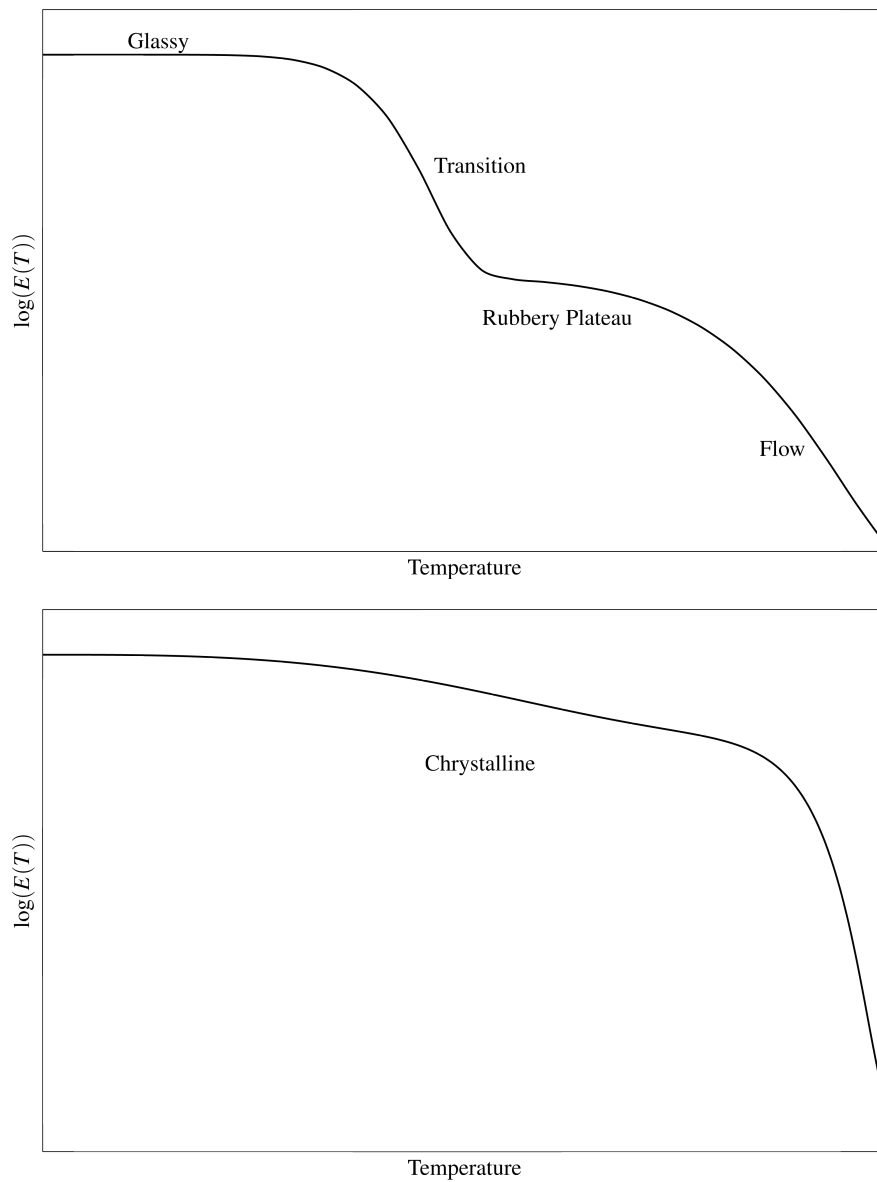 Glassy
Transition
log(E(T))
Rubbery Plateau
Flow
Temperature
Chrystalline
log(E(T))
Temperature